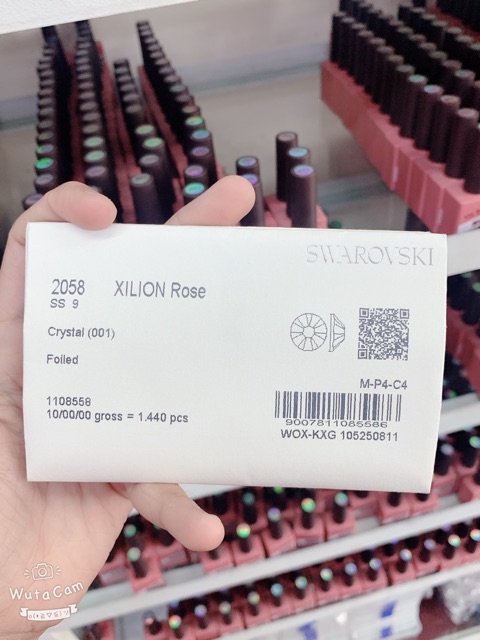 SWAROVSKI
2058 XILION Rose
SS 9
Crystal (001)
Foiled
M-P4-C4
1108558
10/00/00 gross = 1.440 pcs
9007811085586
WOX-KXG 105250811
WutaCam